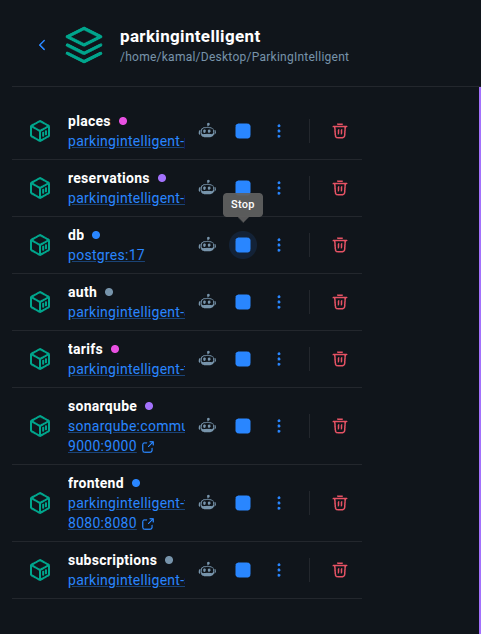 parkingintelligent
/home/kamal/Desktop/ParkingIntelligent
places
parkingintelligent-
reservations
parkingintelligent-
Stop
db
postgres:17
auth
parkingintelligent-
tarifs
parkingintelligent-
sonarqube
sonarqube:commu
9000:9000
frontend
parkingintelligent-
8080:8080
subscriptions
parkingintelligent-